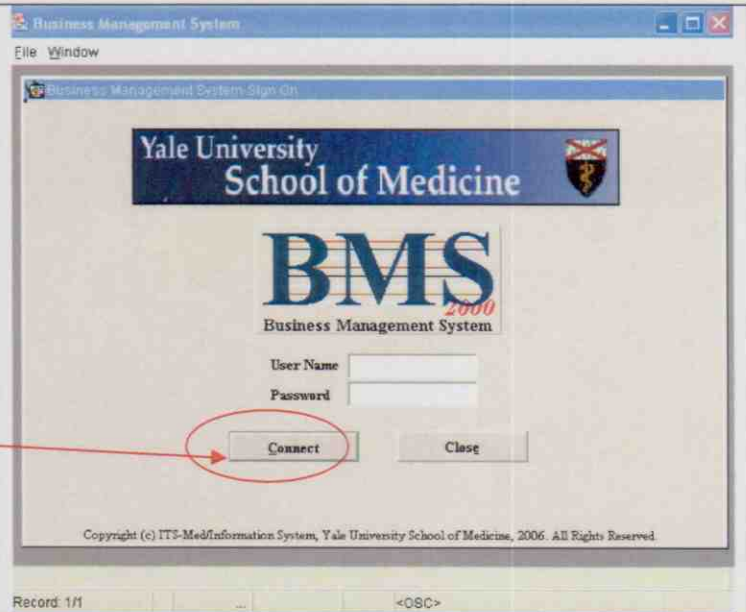 Business Management System
File Window
Business Management System-Sign On
Yale University
School of Medicine
BMS
2000
Business Management System
User Name
Password
Connect
Close
Copyright (c) ITS-Med/Information System, Yale University School of Medicine, 2006. All Rights Reserved.
Record: 1/1 ... <OSC>